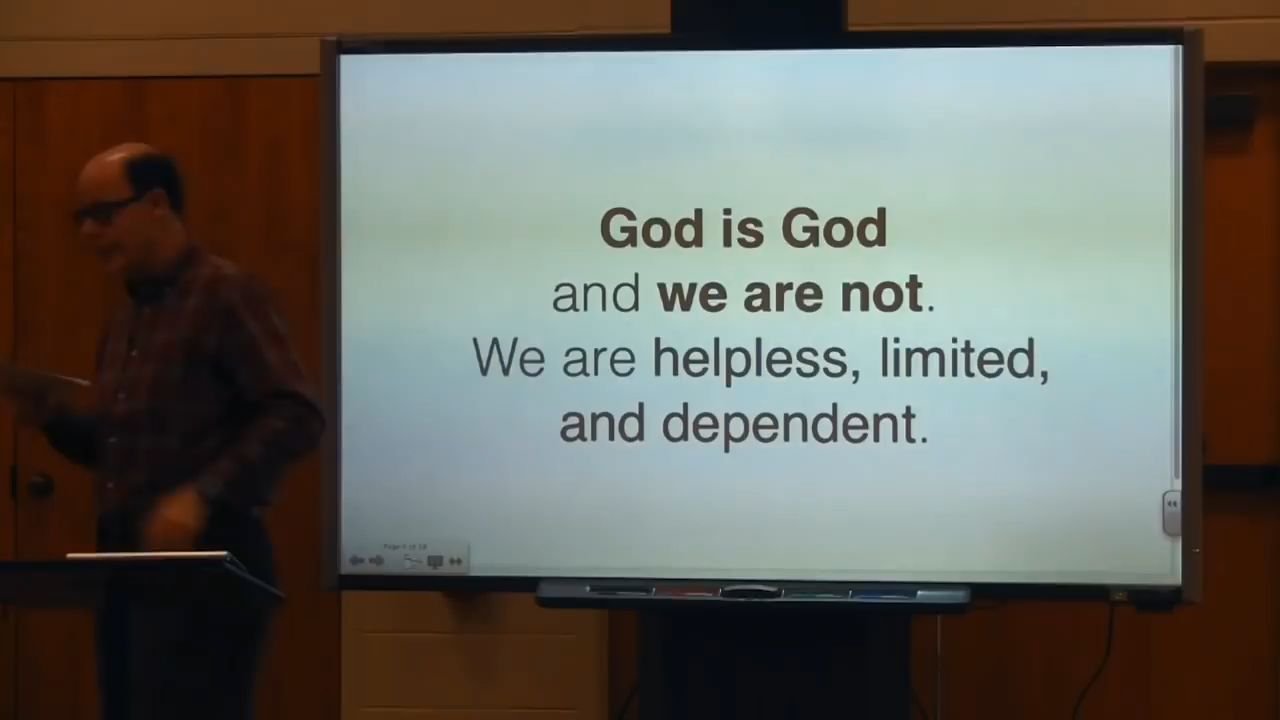 God is God
and we are not.
We are helpless, limited,
and dependent.